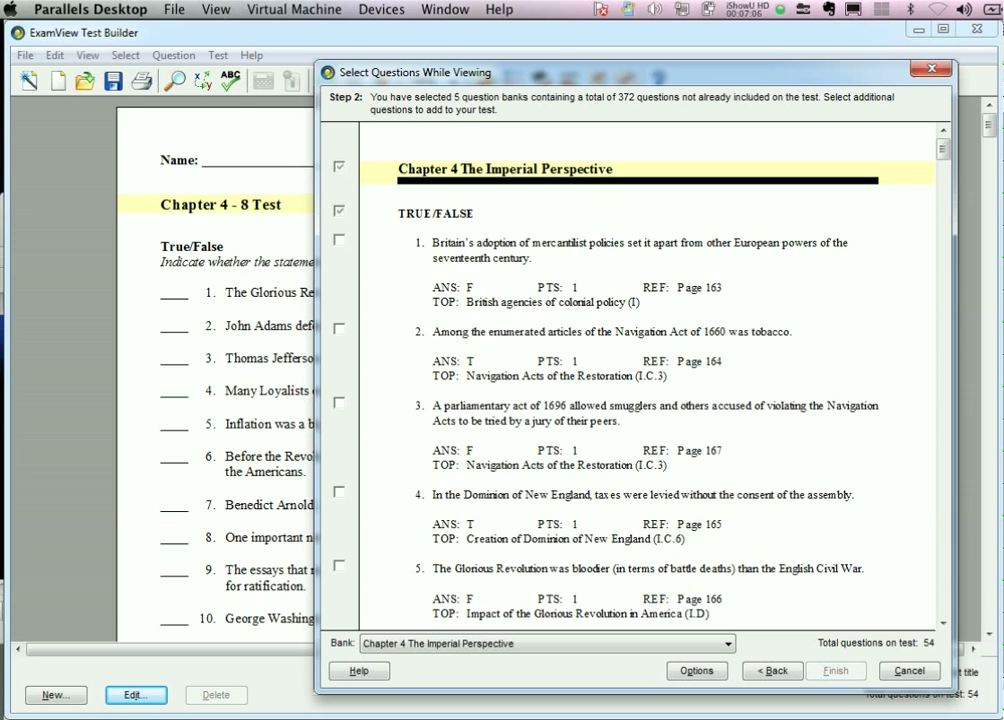 Parallels Desktop File View Virtual Machine Devices Window Help iShowU HD 00:07:06
ExamView Test Builder
File Edit View Select Question Test Help
ABC
Name:
Chapter 4 - 8 Test
True/False
Indicate whether the stateme
1. The Glorious Re
2. John Adams def
3. Thomas Jefferso
4. Many Loyalists
5. Inflation was a b
6. Before the Revo
the Americans.
7. Benedict Arnold
8. One important n
9. The essays that
for ratification.
10. George Washing
New... Edit... Delete
t title
54
Select Questions While Viewing
Step 2: You have selected 5 question banks containing a total of 372 questions not already included on the test. Select additional
questions to add to your test.
Chapter 4 The Imperial Perspective
TRUE/FALSE
1. Britain's adoption of mercantilist policies set it apart from other European powers of the
seventeenth century.
ANS: F PTS: 1 REF: Page 163
TOP: British agencies of colonial policy (I)
2. Among the enumerated articles of the Navigation Act of 1660 was tobacco.
ANS: T PTS: 1 REF: Page 164
TOP: Navigation Acts of the Restoration (I.C.3)
3. A parliamentary act of 1696 allowed smugglers and others accused of violating the Navigation
Acts to be tried by a jury of their peers.
ANS: F PTS: 1 REF: Page 167
TOP: Navigation Acts of the Restoration (I.C.3)
4. In the Dominion of New England, taxes were levied without the consent of the assembly.
ANS: T PTS: 1 REF: Page 165
TOP: Creation of Dominion of New England (I.C.6)
5. The Glorious Revolution was bloodier (in terms of battle deaths) than the English Civil War.
ANS: F PTS: 1 REF: Page 166
TOP: Impact of the Glorious Revolution in America (I.D)
Bank: Chapter 4 The Imperial Perspective Total questions on test: 54
Help Options < Back Finish Cancel